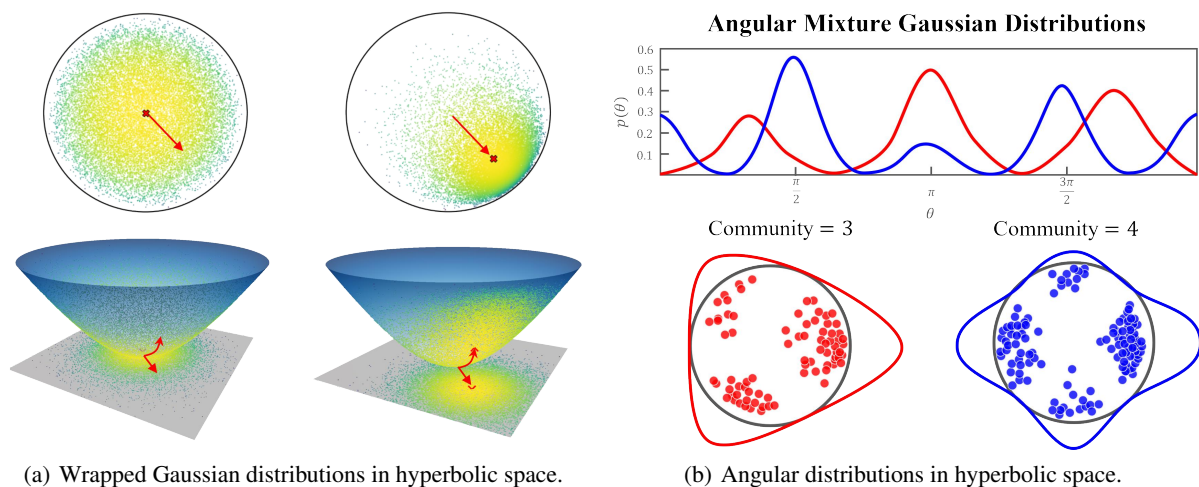 Angular Mixture Gaussian Distributions
0.6
0.5
0.4
0.3
0.2
0.1
p(θ)
π/2
π
3π/2
θ
Community = 3
Community = 4
(a) Wrapped Gaussian distributions in hyperbolic space.
(b) Angular distributions in hyperbolic space.